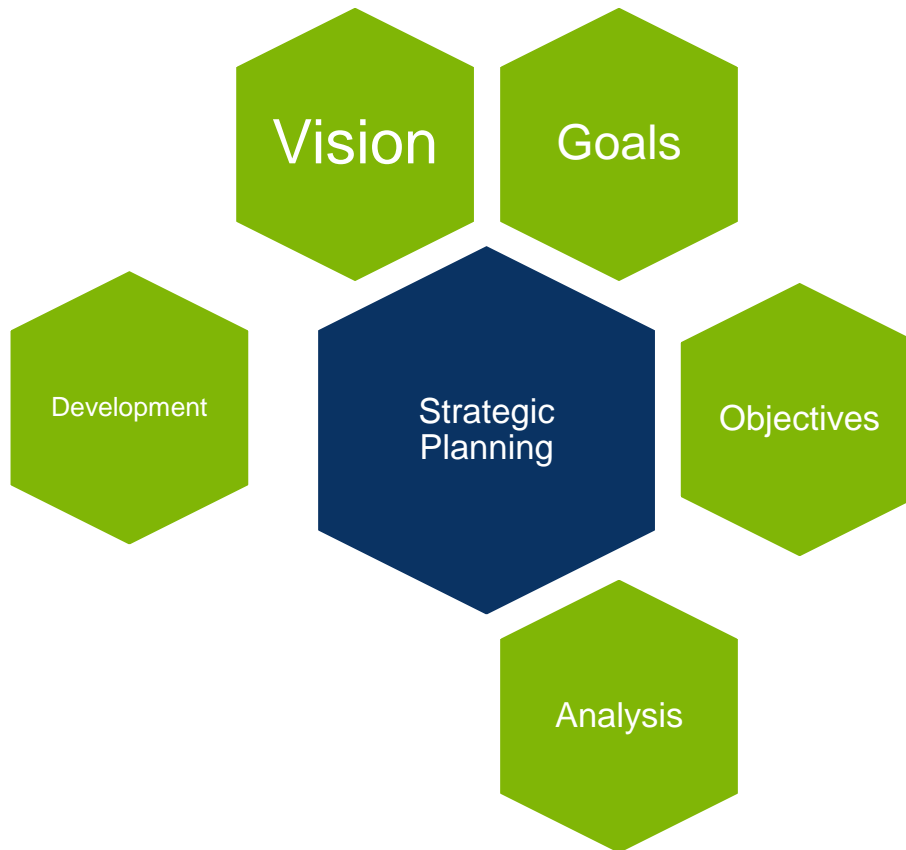 Vision
Goals
Development
Strategic
Planning
Objectives
Analysis